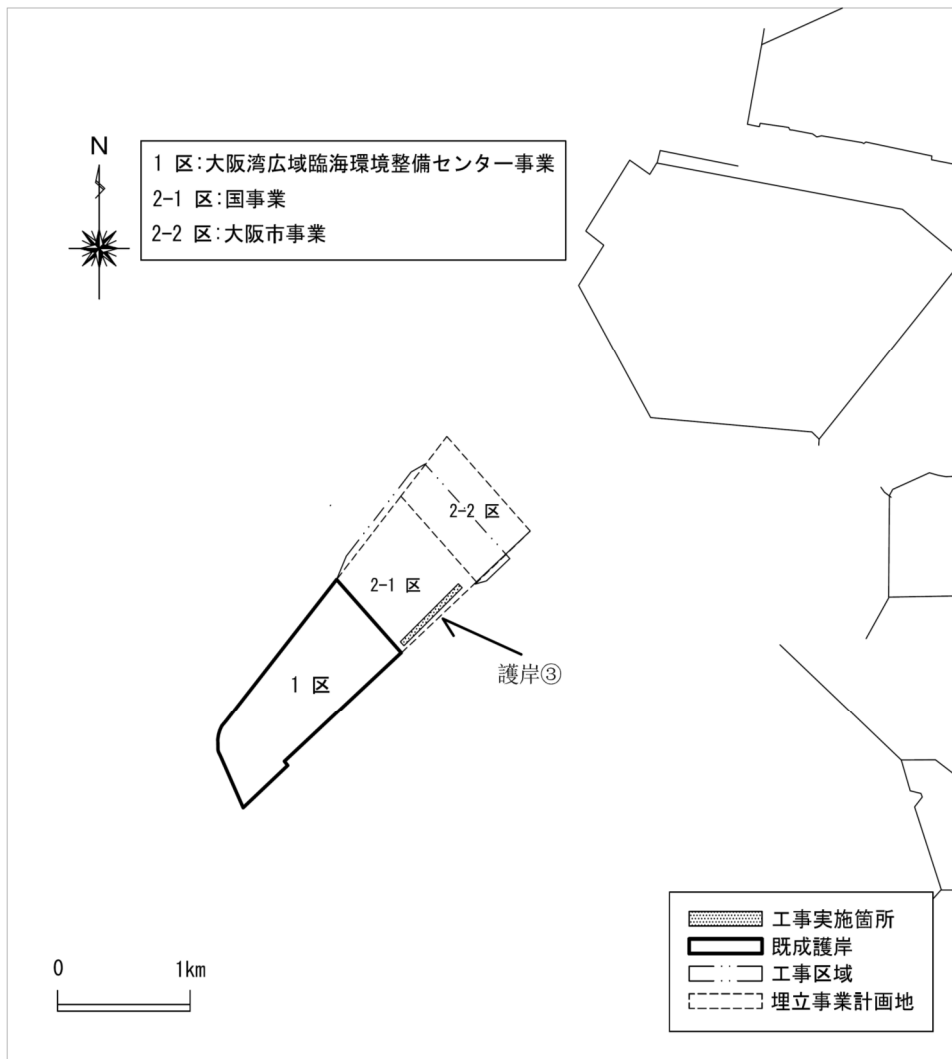 N
1 区:大阪湾広域臨海環境整備センター事業
2-1 区:国事業
2-2 区:大阪市事業
2-2 区
2-1 区
護岸③
1 区
0 1km
工事実施箇所
既成護岸
工事区域
埋立事業計画地